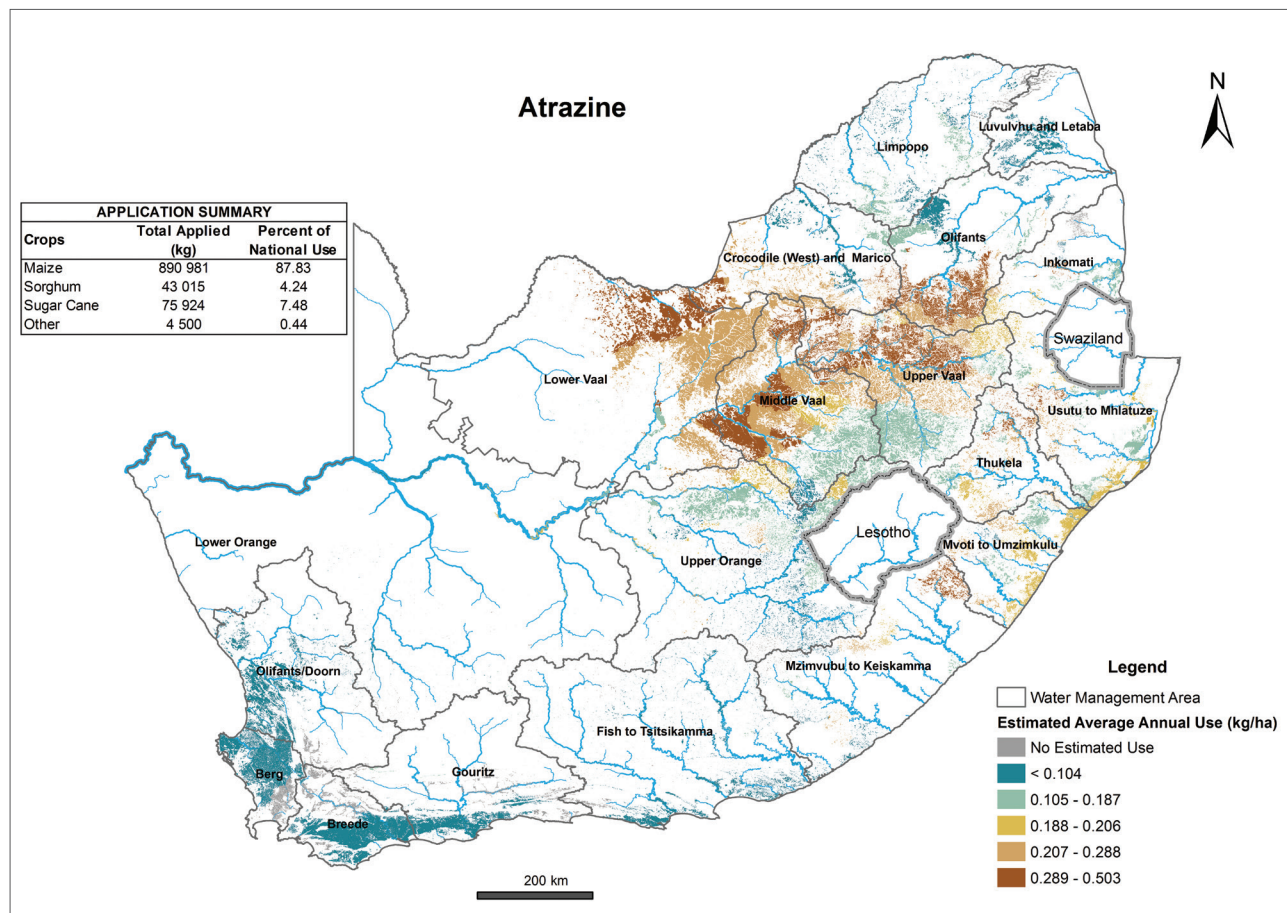 Atrazine
N
APPLICATION SUMMARY
Crops Total Applied (kg) Percent of National Use
Maize 890 981 87.83
Sorghum 43 015 4.24
Sugar Cane 75 924 7.48
Other 4 500 0.44
Luvulvhu and Letaba
Limpopo
Olifants
Crocodile (West) and Marico
Inkomati
Swaziland
Lower Vaal
Upper Vaal
Middle Vaal
Usutu to Mhlatuze
Thukela
Lesotho
Lower Orange
Upper Orange
Mvoti to Umzimkulu
Mzimvubu to Keiskamma
Olifants/Doorn
Fish to Tsitsikamma
Berg
Gouritz
Breede
Legend
Water Management Area
Estimated Average Annual Use (kg/ha)
No Estimated Use
< 0.104
0.105 - 0.187
0.188 - 0.206
0.207 - 0.288
0.289 - 0.503
200 km